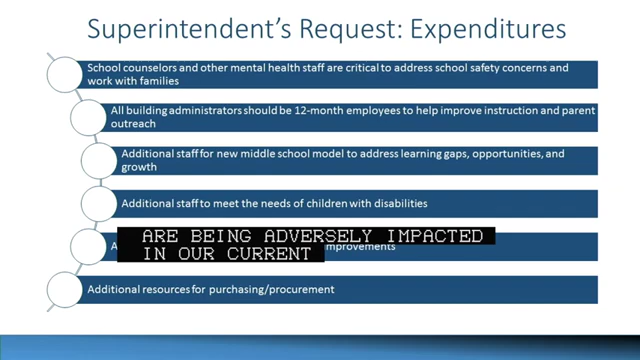 Superintendent's Request: Expenditures
School counselors and other mental health staff are critical to address school safety concerns and
work with families
All building administrators should be 12-month employees to help improve instruction and parent
outreach
Additional staff for new middle school model to address learning gaps, opportunities, and
growth
Additional staff to meet the needs of children with disabilities
ARE BEING ADVERSELY IMPACTED
IN OUR CURRENT
improvements
Additional resources for purchasing/procurement